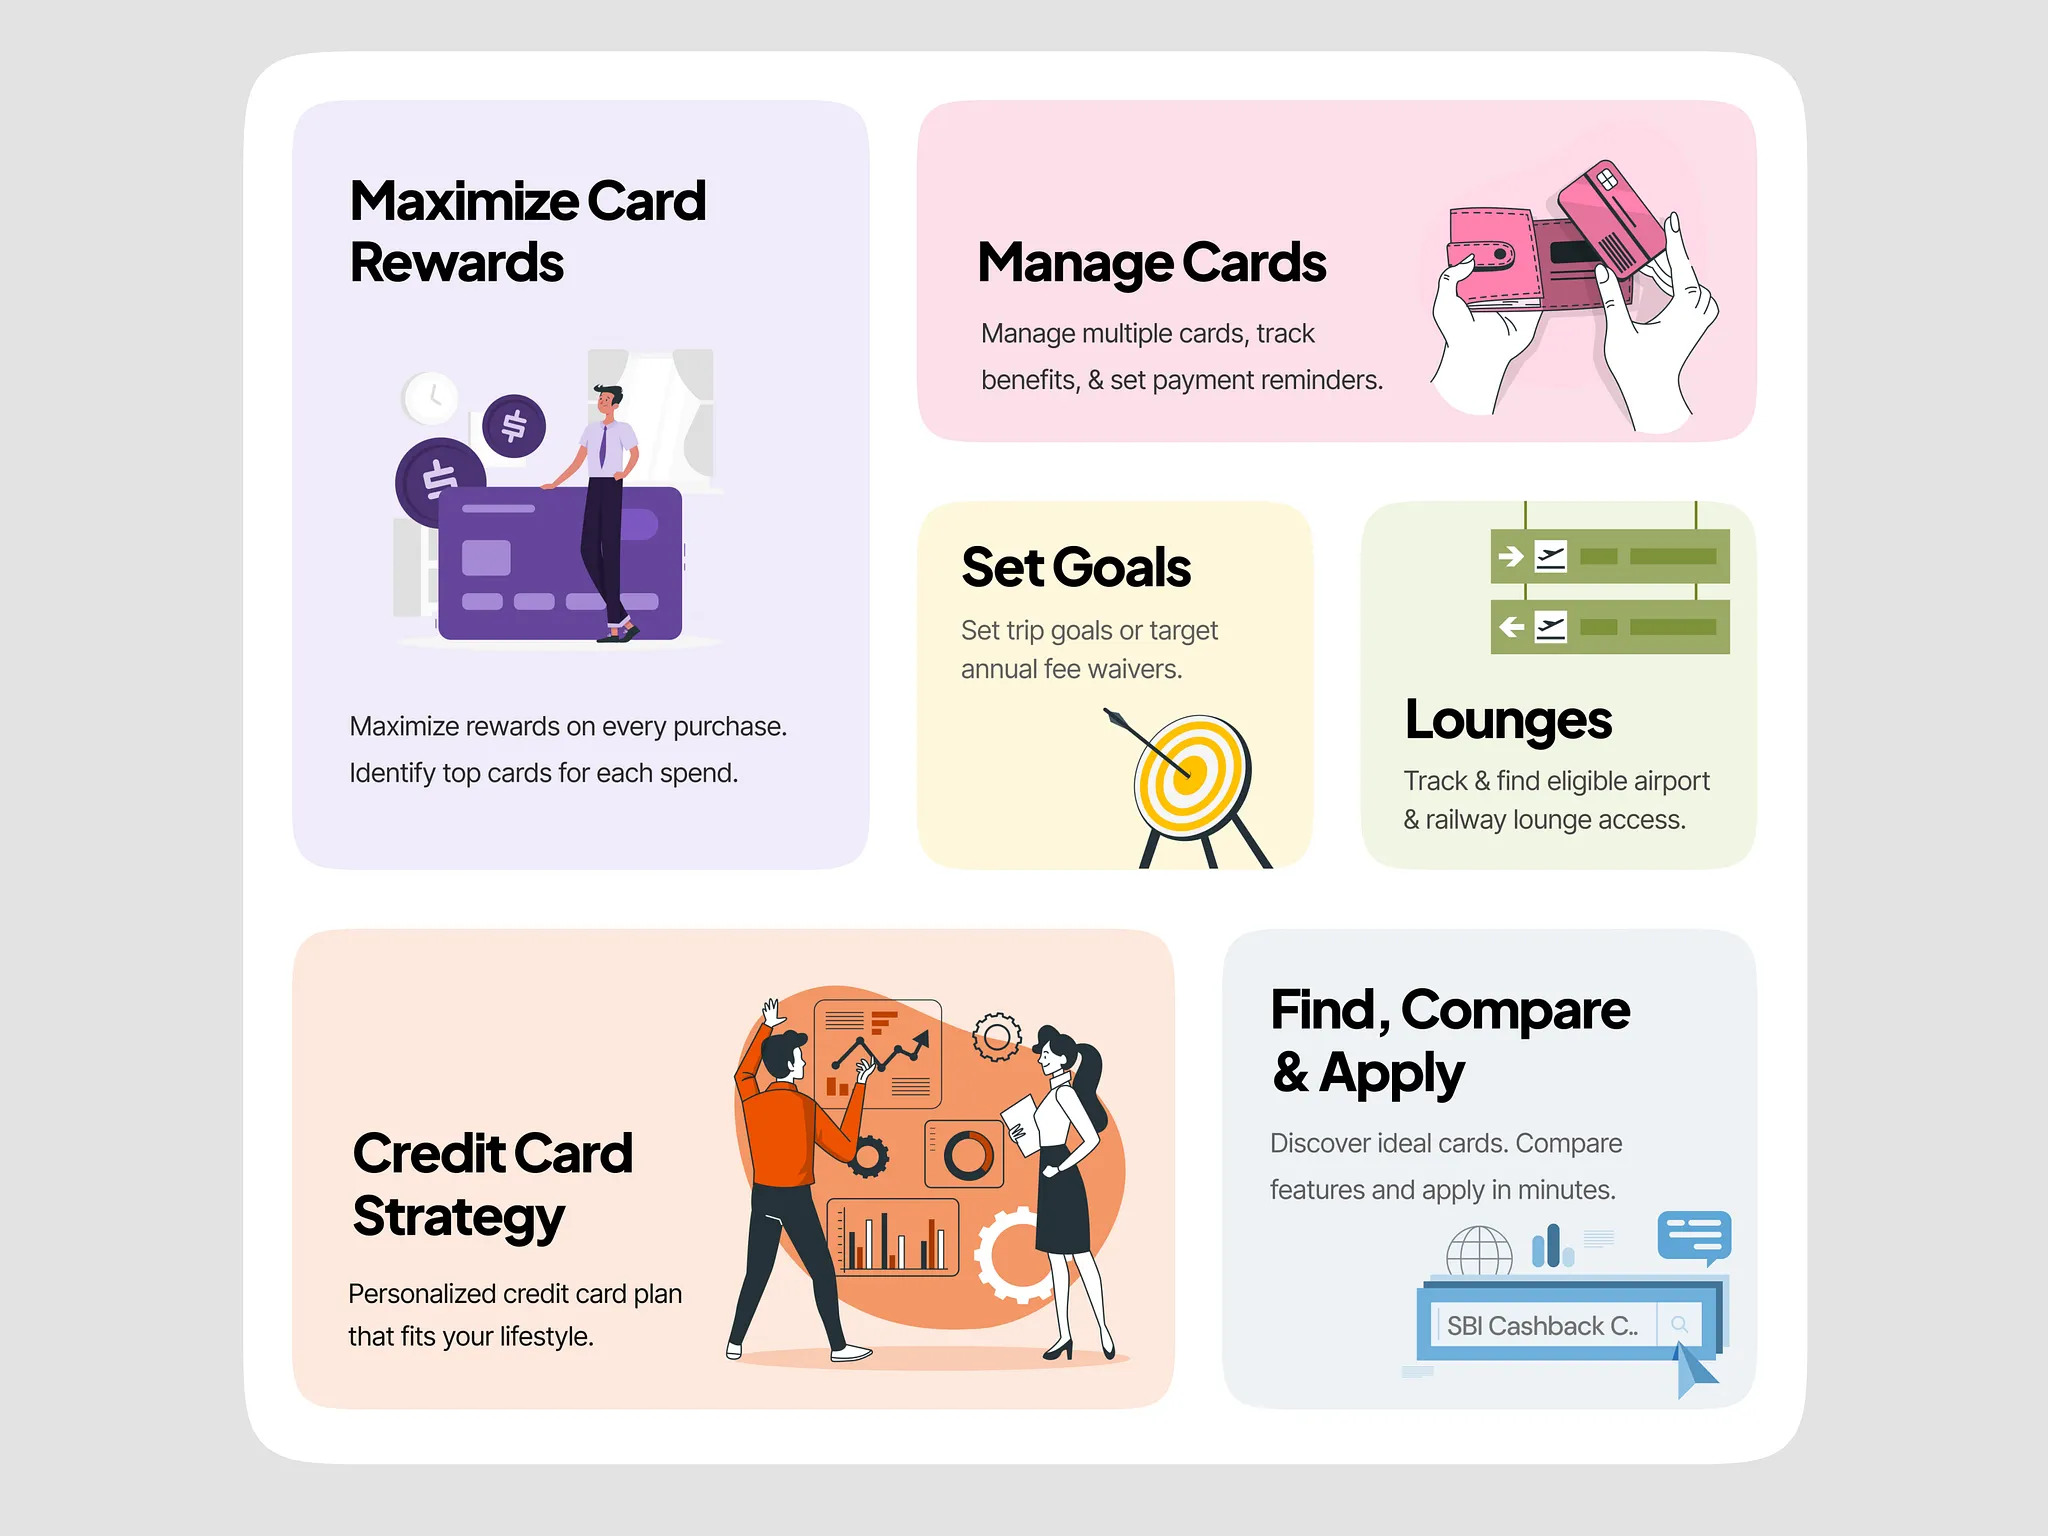 Maximize Card
Rewards
Maximize rewards on every purchase.
Identify top cards for each spend.
Manage Cards
Manage multiple cards, track
benefits, & set payment reminders.
Set Goals
Set trip goals or target
annual fee waivers.
Lounges
Track & find eligible airport
& railway lounge access.
Credit Card
Strategy
Personalized credit card plan
that fits your lifestyle.
Find, Compare
& Apply
Discover ideal cards. Compare
features and apply in minutes.
SBI Cashback C..